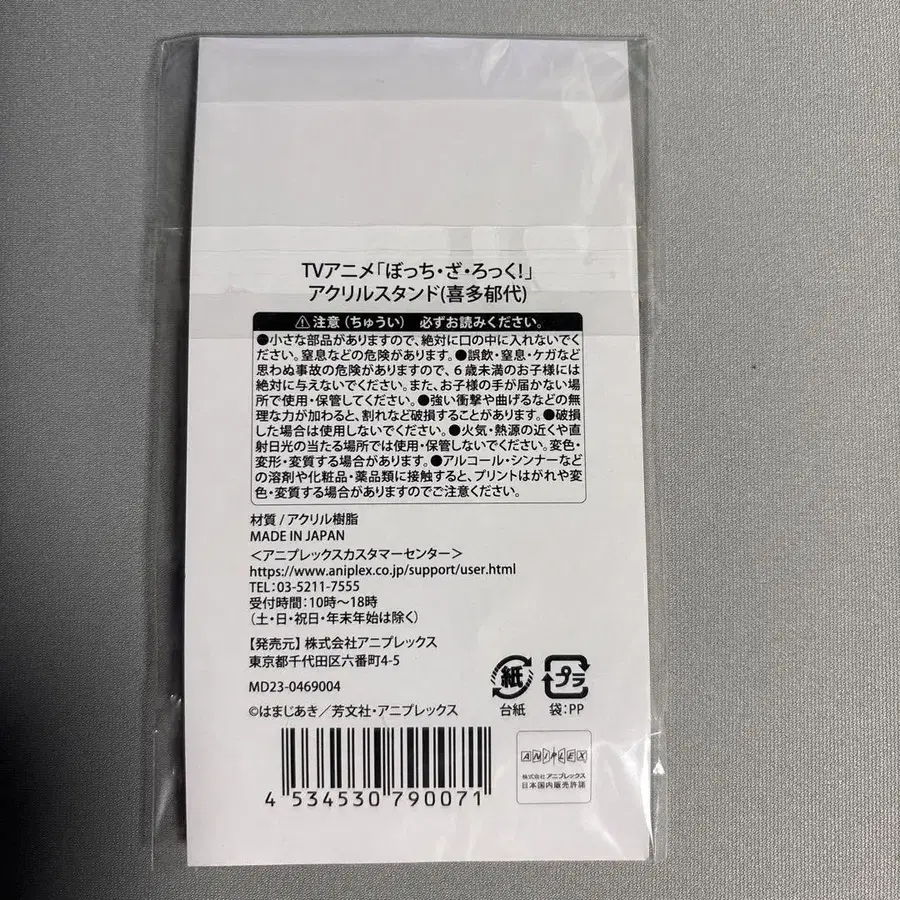 TVアニメ「ぼっち・ざ・ろっく！」
アクリルスタンド(喜多郁代)
注意（ちゅうい） 必ずお読みください。
●小さな部品がありますので、絶対に口の中に入れないでく
ださい。窒息などの危険があります。●誤飲・窒息・ケガなど
思わぬ事故の危険がありますので、６歳未満のお子様には
絶対に与えないでください。また、お子様の手が届かない場
所で使用・保管してください。●強い衝撃や曲げるなどの無
理な力が加わると、割れなど破損することがあります。●破損
した場合は使用しないでください。●火気・熱源の近くや直
射日光の当たる場所では使用・保管しないでください。変色・
変形・変質する場合があります。●アルコール・シンナーなど
の溶剤や化粧品・薬品類に接触すると、プリントはがれや変
色・変質する場合がありますのでご注意ください。
材質 / アクリル樹脂
MADE IN JAPAN
＜アニプレックスカスタマーセンター＞
https://www.aniplex.co.jp/support/user.html
TEL：03-5211-7555
受付時間：10時～18時
（土・日・祝日・年末年始は除く）
【発売元】株式会社アニプレックス
東京都千代田区六番町4-5
MD23-0469004
紙
プラ
台紙
袋：PP
©はまじあき／芳文社・アニプレックス
4 534530 790071
ANIPLEX
株式会社アニプレックス
日本国内販売許諾